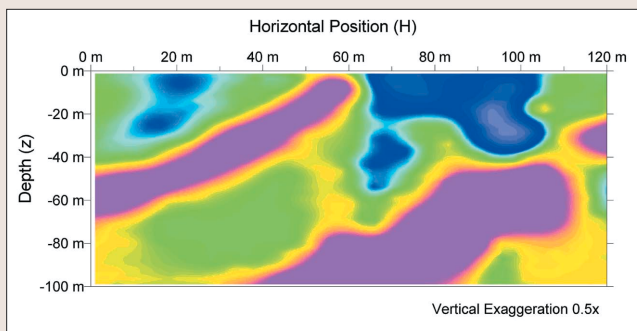 Horizontal Position (H)
0 m 20 m 40 m 60 m 80 m 100 m 120 m
Depth (z)
0 m
-20 m
-40 m
-60 m
-80 m
-100 m
Vertical Exaggeration 0.5x